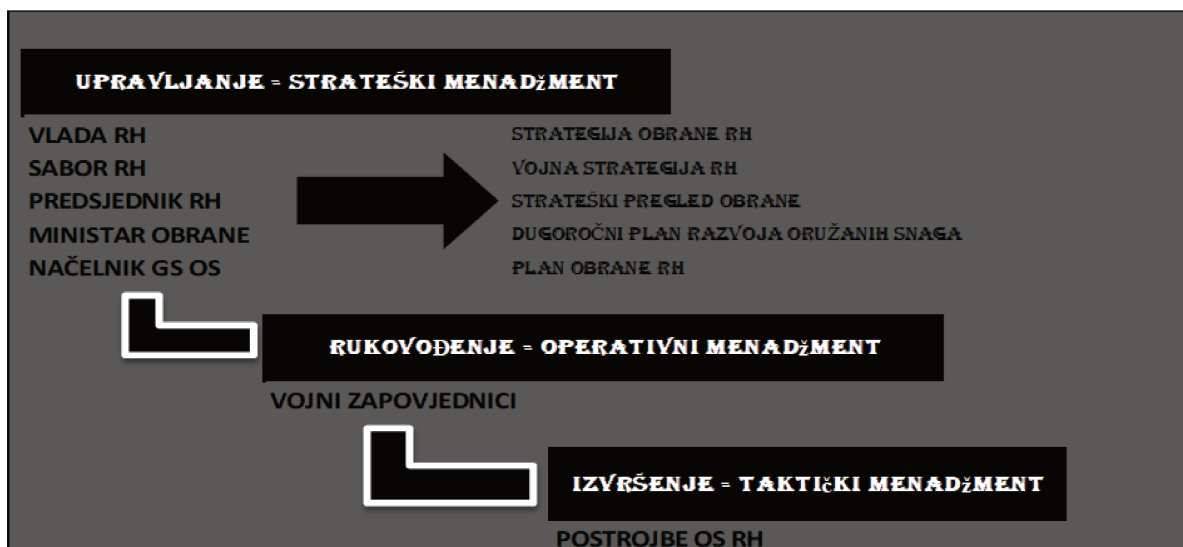 UPRAVLJANJE = STRATEŠKI MENADžMENT
VLADA RH
SABOR RH
PREDSJEDNIK RH
MINISTAR OBRANE
NAČELNIK GS OS
STRATEGIJA OBRANE RH
VOJNA STRATEGIJA RH
STRATEŠKI PREGLED OBRANE
DUGOROČNI PLAN RAZVOJA ORUŽANIH SNAGA
PLAN OBRANE RH
RUKOVOĐENJE = OPERATIVNI MENADžMENT
VOJNI ZAPOVJEDNICI
IZVRŠENJE = TAKTIčKI MENADžMENT
POSTROJBE OS RH